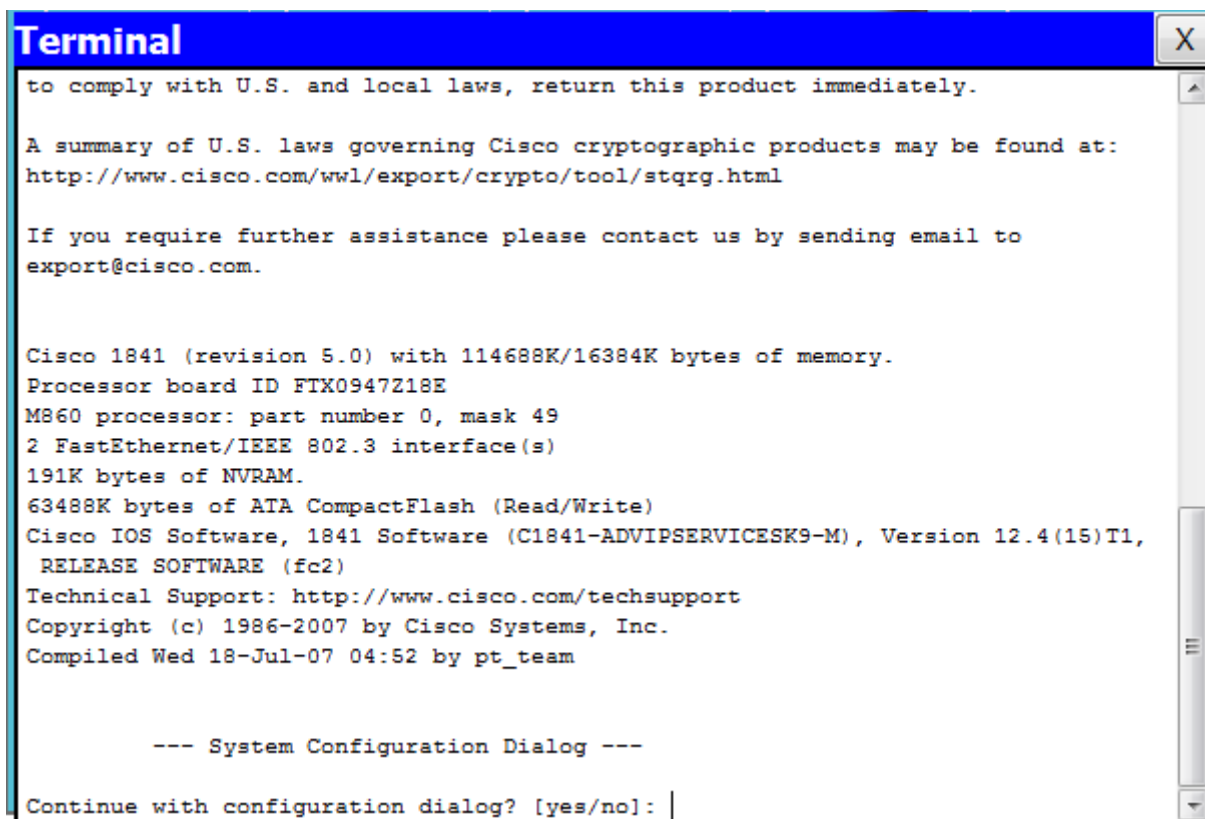 Terminal
X
to comply with U.S. and local laws, return this product immediately.
A summary of U.S. laws governing Cisco cryptographic products may be found at:
http://www.cisco.com/wwl/export/crypto/tool/stqrg.html
If you require further assistance please contact us by sending email to
export@cisco.com.
Cisco 1841 (revision 5.0) with 114688K/16384K bytes of memory.
Processor board ID FTX0947Z18E
M860 processor: part number 0, mask 49
2 FastEthernet/IEEE 802.3 interface(s)
191K bytes of NVRAM.
63488K bytes of ATA CompactFlash (Read/Write)
Cisco IOS Software, 1841 Software (C1841-ADVIPSERVICESK9-M), Version 12.4(15)T1,
RELEASE SOFTWARE (fc2)
Technical Support: http://www.cisco.com/techsupport
Copyright (c) 1986-2007 by Cisco Systems, Inc.
Compiled Wed 18-Jul-07 04:52 by pt_team
--- System Configuration Dialog ---
Continue with configuration dialog? [yes/no]: